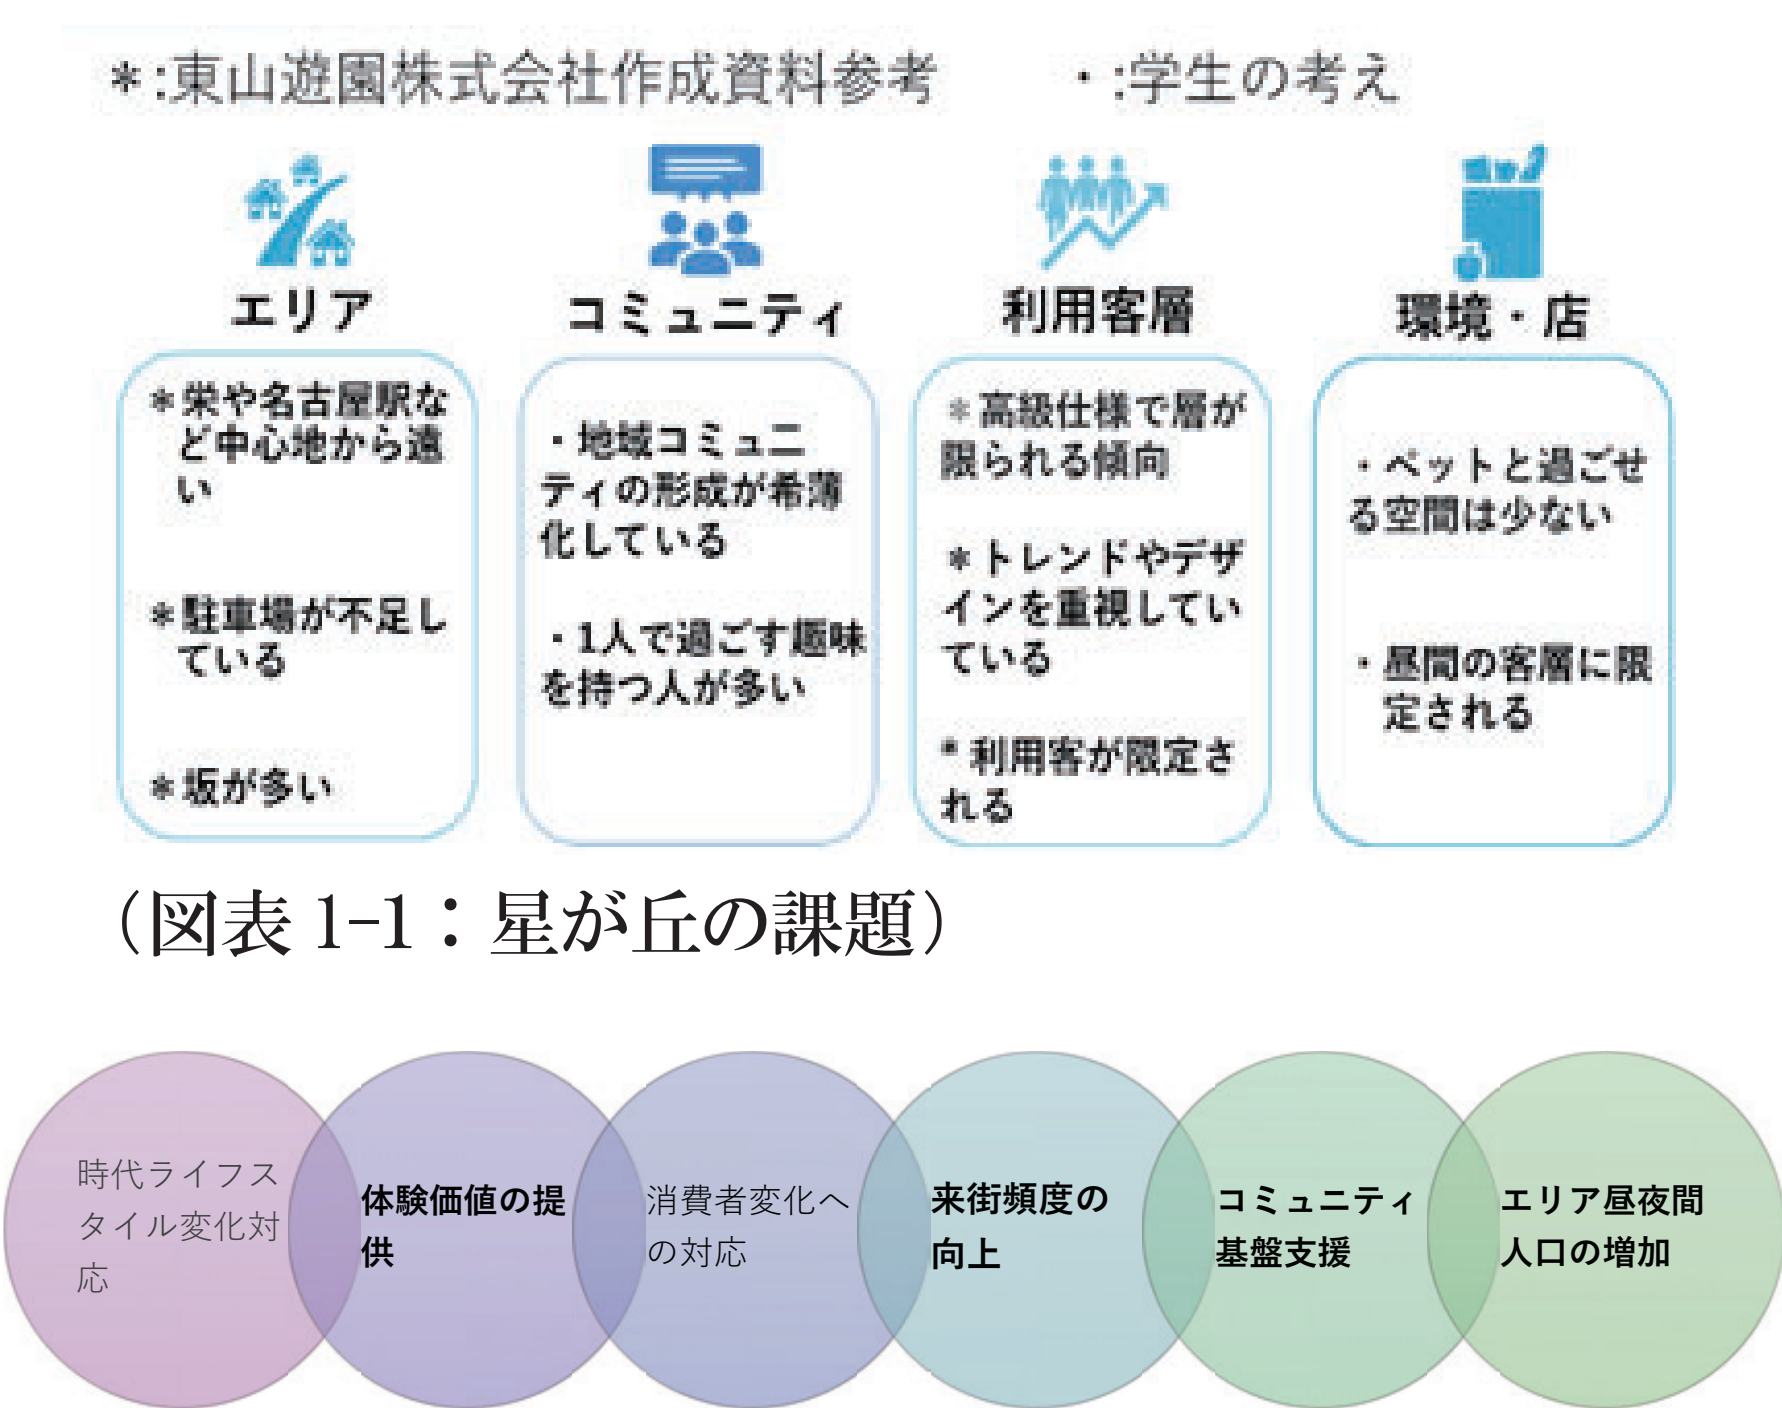 ＊:東山遊園株式会社作成資料参考　・:学生の考え
エリア
＊栄や名古屋駅な
ど中心地から遠
い
＊駐車場が不足し
ている
＊坂が多い
コミュニティ
・地域コミュニ
ティの形成が希薄
化している
・1人で過ごす趣味
を持つ人が多い
利用客層
＊高級仕様で層が
限られる傾向
＊トレンドやデザ
インを重視してい
ている
＊利用客が限定さ
れる
環境・店
・ペットと過ごせ
る空間は少ない
・昼間の客層に限
定される
（図表 1-1：星が丘の課題）
時代ライフス
タイル変化対
応
体験価値の提
供
消費者変化へ
の対応
来街頻度の
向上
コミュニティ
基盤支援
エリア昼夜間
人口の増加